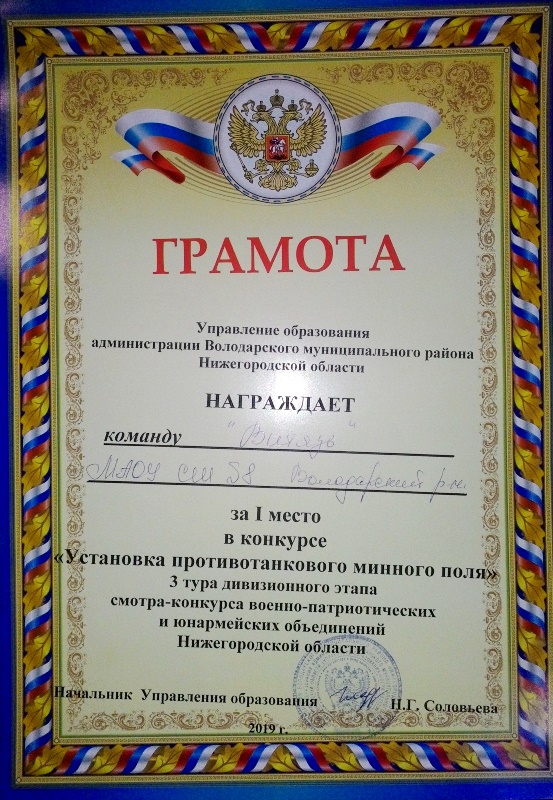 ГРАМОТА
Управление образования
администрации Володарского муниципального района
Нижегородской области
НАГРАЖДАЕТ
команду "Витязь"
МАОУ СШ 58 Володарский р-н
за I место
в конкурсе
«Установка противотанкового минного поля»
3 тура дивизионного этапа
смотра-конкурса военно-патриотических
и юнармейских объединений
Нижегородской области
Начальник Управления образования Н.Г. Соловьева
2019 г.